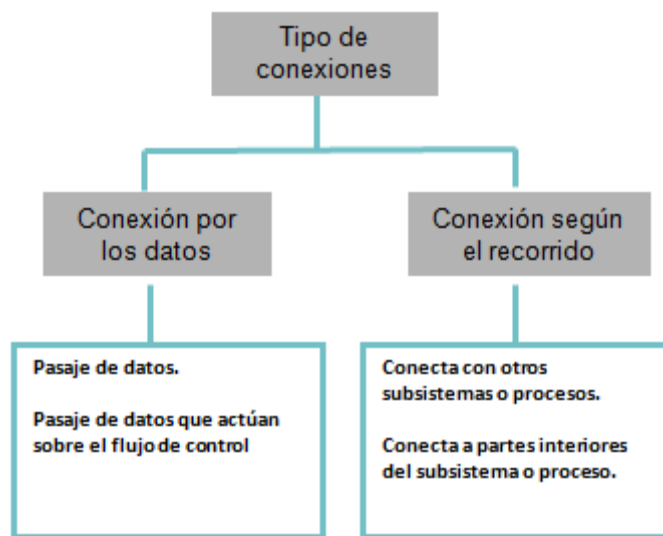 Tipo de
conexiones
Conexión por
los datos
Conexión según
el recorrido
Pasaje de datos.
Pasaje de datos que actúan
sobre el flujo de control
Conecta con otros
subsistemas o procesos.
Conecta a partes interiores
del subsistema o proceso.